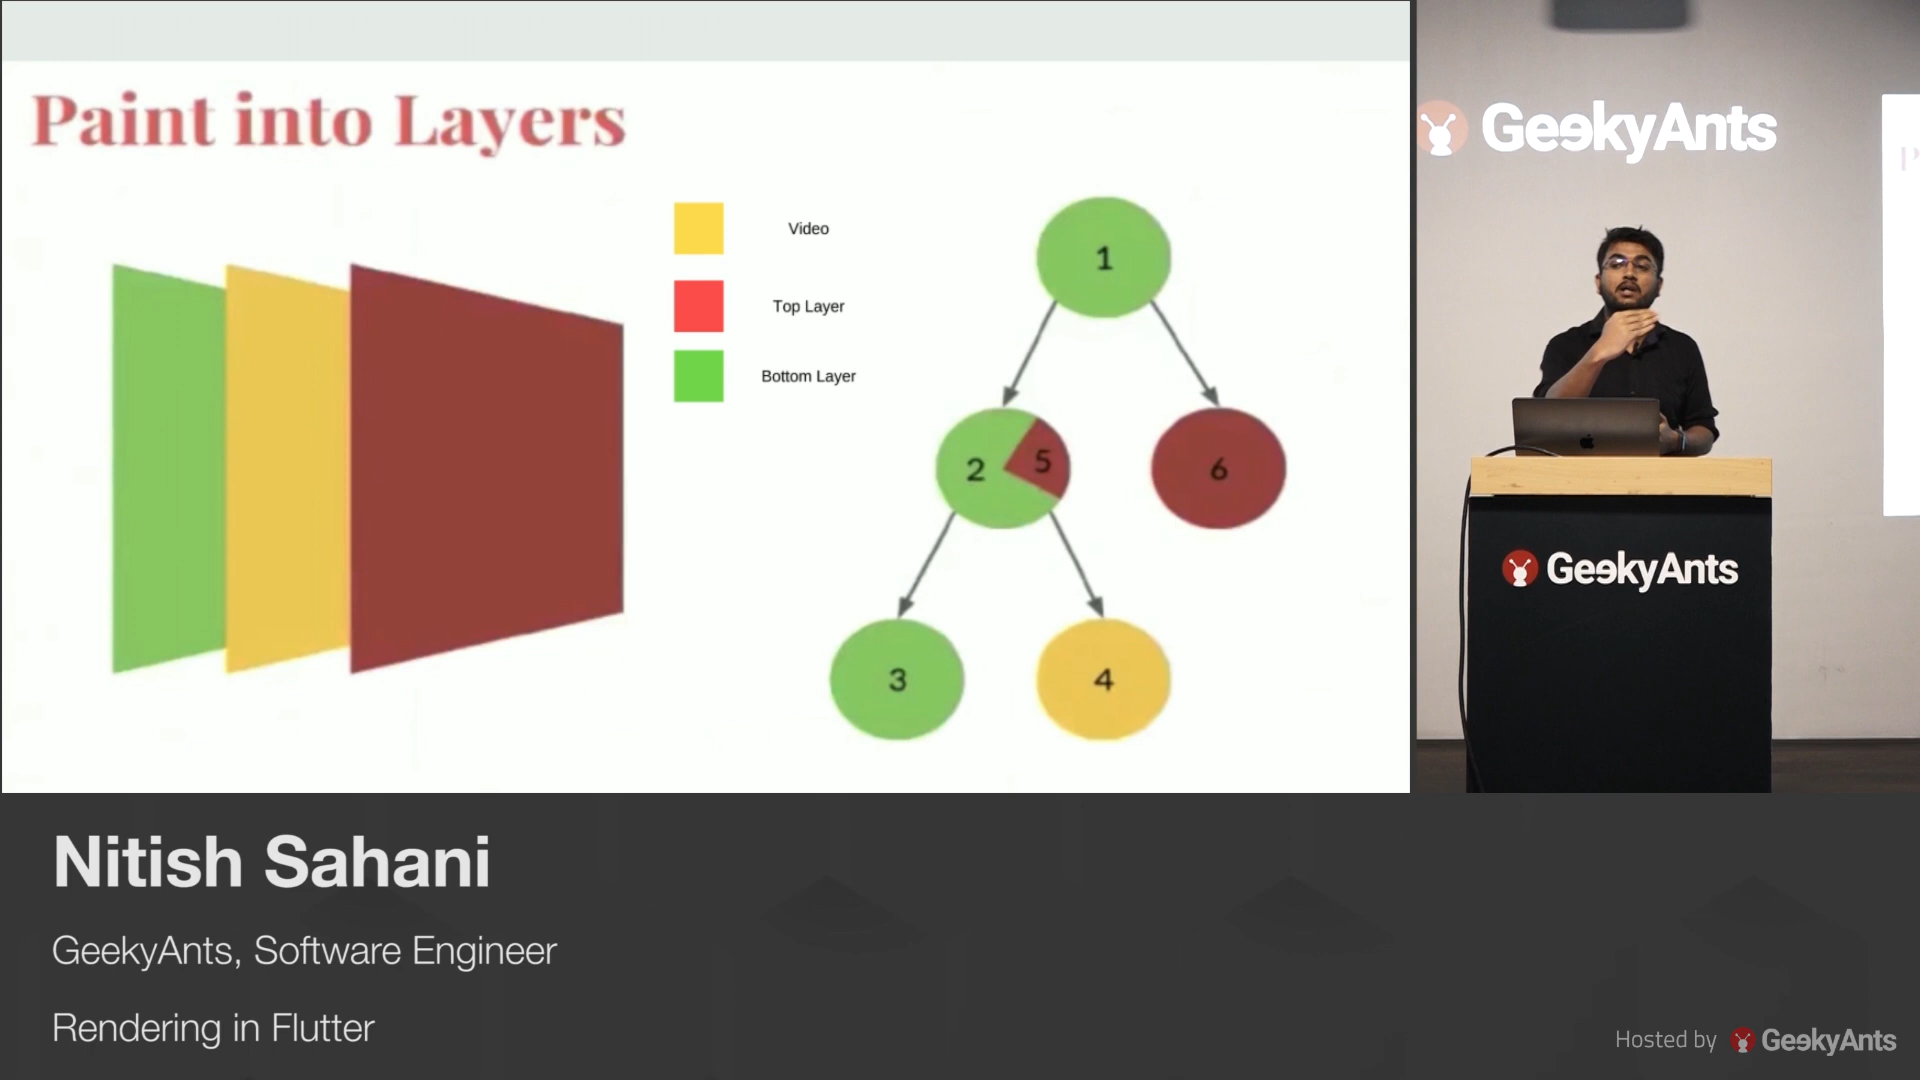 Paint into Layers
Video
Top Layer
Bottom Layer
1
2
5
6
3
4
GeekyAnts
P
GeekyAnts
Nitish Sahani
GeekyAnts, Software Engineer
Rendering in Flutter
Hosted by GeekyAnts